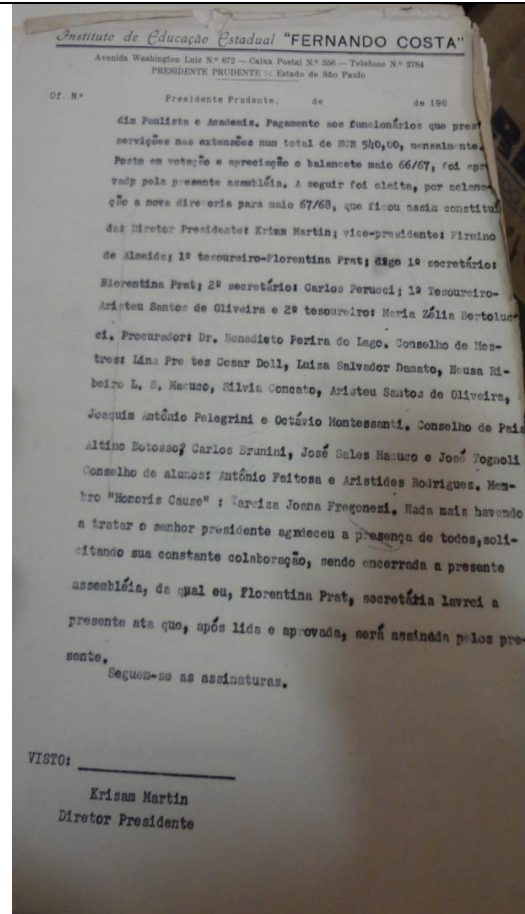 Instituto de Educação Estadual "FERNANDO COSTA"
Avenida Washington Luiz N.º 672 — Caixa Postal N.º 556 — Telefone N.º 2784
PRESIDENTE PRUDENTE :-: Estado de São Paulo
Of. N.º Presidente Prudente, de de 196
dia Paulista e Academia. Pagamento aos funcionários que prest
servições nas extensões num total de NCR 540,00, mensalmente.
Posto em votação e apreciação o balancete maio 66/67, foi apr
vadp pela presente assembléia. A seguir foi eleita, por aclama-
ção a nova diretoria para maio 67/68, que ficou assim constituí
da: Diretor Presidente: Krisam Martin; vice-presidente: Firmino
de Almeida; 1º tesoureiro-Florentina Prat; digo 1º secretário:
Florentina Prat; 2º secretário: Carlos Perucci; 1º Tesoureiro-
Aristeu Santos de Oliveira e 2º tesoureiro: Maria Zélia Bertoluc-
ci. Procurador: Dr. Benedicto Perira do Lago. Conselho de Mes-
tres: Lina Pre tes Cesar Doll, Luisa Salvador Damato, Neusa Ri-
beiro L. S. Macuco, Silvia Concato, Aristeu Santos de Oliveira,
Joaquim Antônio Pelegrini e Octávio Montessanti. Conselho de Pais
Altino Botosso, Carlos Brunini, José Sales Macuco e José Fognoli
Conselho de alunos: Antônio Feitosa e Aristides Rodrigues. Mem-
bro "Honoris Cause" : Tarciza Joana Fregonezi. Nada mais havendo
a tratar o senhor presidente agradeceu a presença de todos,soli-
citando sua constante colaboração, sendo encerrada a presente
assembléia, da qual eu, Florentina Prat, secretária lavrei a
presente ata que, após lida e aprovada, será assinada pelos pre-
sente.
Seguem-se as assinaturas.
VISTO:
Krisam Martin
Diretor Presidente